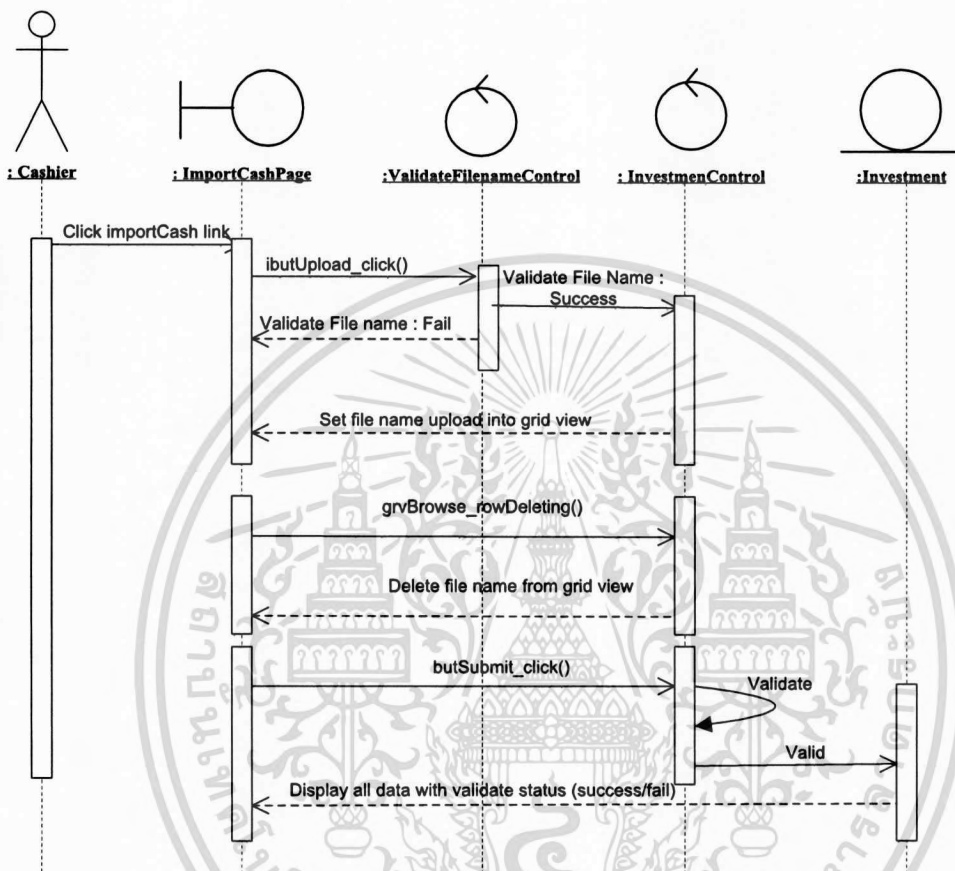 : Cashier
: ImportCashPage
:ValidateFilenameControl
: InvestmenControl
:Investment
Click importCash link
ibutUpload_click()
Validate File Name :
Success
Validate File name : Fail
Set file name upload into grid view
grvBrowse_rowDeleting()
Delete file name from grid view
butSubmit_click()
Validate
Valid
Display all data with validate status (success/fail)